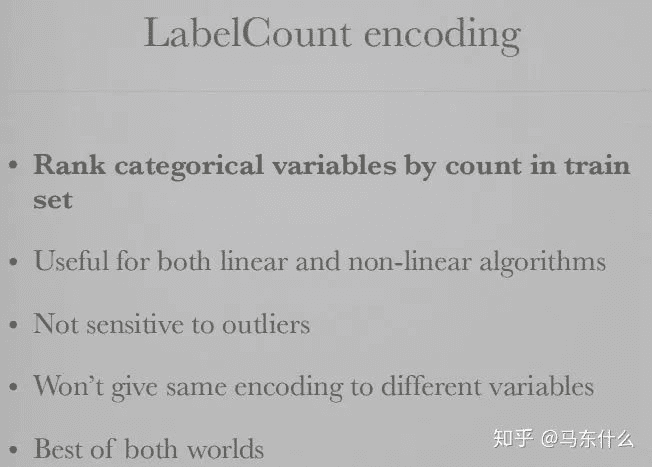 LabelCount encoding
• Rank categorical variables by count in train
set
• Useful for both linear and non-linear algorithms
• Not sensitive to outliers
• Won't give same encoding to different variables
• Best of both worlds
知乎 @马东什么